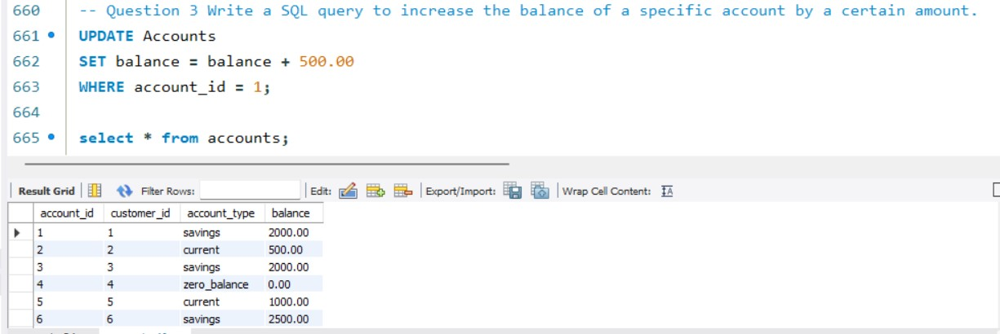 660 -- Question 3 Write a SQL query to increase the balance of a specific account by a certain amount.
661 UPDATE Accounts
662 SET balance = balance + 500.00
663 WHERE account_id = 1;
664
665 select * from accounts;
Result Grid Filter Rows: Edit: Export/Import: Wrap Cell Content: IA
account_id customer_id account_type balance
1 1 savings 2000.00
2 2 current 500.00
3 3 savings 2000.00
4 4 zero_balance 0.00
5 5 current 1000.00
6 6 savings 2500.00